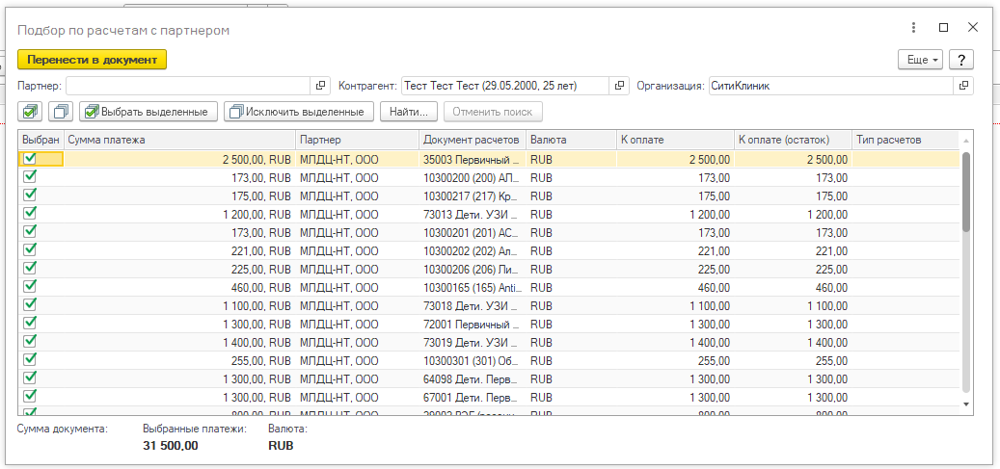 Подбор по расчетам с партнером
Перенести в документ Еще ?
Партнер: Контрагент: Тест Тест Тест (29.05.2000, 25 лет) Организация: СитиКлиник
Выбрать выделенные Исключить выделенные Найти... Отменить поиск
Выбран Сумма платежа Партнер Документ расчетов Валюта К оплате К оплате (остаток) Тип расчетов
2 500,00, RUB МЛДЦ-НТ, ООО 35003 Первичный ... RUB 2 500,00 2 500,00
173,00, RUB МЛДЦ-НТ, ООО 10300200 (200) АЛ... RUB 173,00 173,00
175,00, RUB МЛДЦ-НТ, ООО 10300217 (217) Кр... RUB 175,00 175,00
1 200,00, RUB МЛДЦ-НТ, ООО 73013 Дети. УЗИ ... RUB 1 200,00 1 200,00
173,00, RUB МЛДЦ-НТ, ООО 10300201 (201) АС... RUB 173,00 173,00
221,00, RUB МЛДЦ-НТ, ООО 10300202 (202) Ал... RUB 221,00 221,00
225,00, RUB МЛДЦ-НТ, ООО 10300206 (206) Ли... RUB 225,00 225,00
460,00, RUB МЛДЦ-НТ, ООО 10300165 (165) Anti... RUB 460,00 460,00
1 100,00, RUB МЛДЦ-НТ, ООО 73018 Дети. УЗИ ... RUB 1 100,00 1 100,00
1 300,00, RUB МЛДЦ-НТ, ООО 72001 Первичный ... RUB 1 300,00 1 300,00
1 400,00, RUB МЛДЦ-НТ, ООО 73019 Дети. УЗИ ... RUB 1 400,00 1 400,00
255,00, RUB МЛДЦ-НТ, ООО 10300301 (301) Об... RUB 255,00 255,00
1 300,00, RUB МЛДЦ-НТ, ООО 64098 Дети. Перв... RUB 1 300,00 1 300,00
1 300,00, RUB МЛДЦ-НТ, ООО 67001 Дети. Перв... RUB 1 300,00 1 300,00
800,00, RUB МЛДЦ-НТ, ООО RUB 800,00 800,00
Сумма документа: Выбранные платежи: Валюта:
31 500,00 RUB